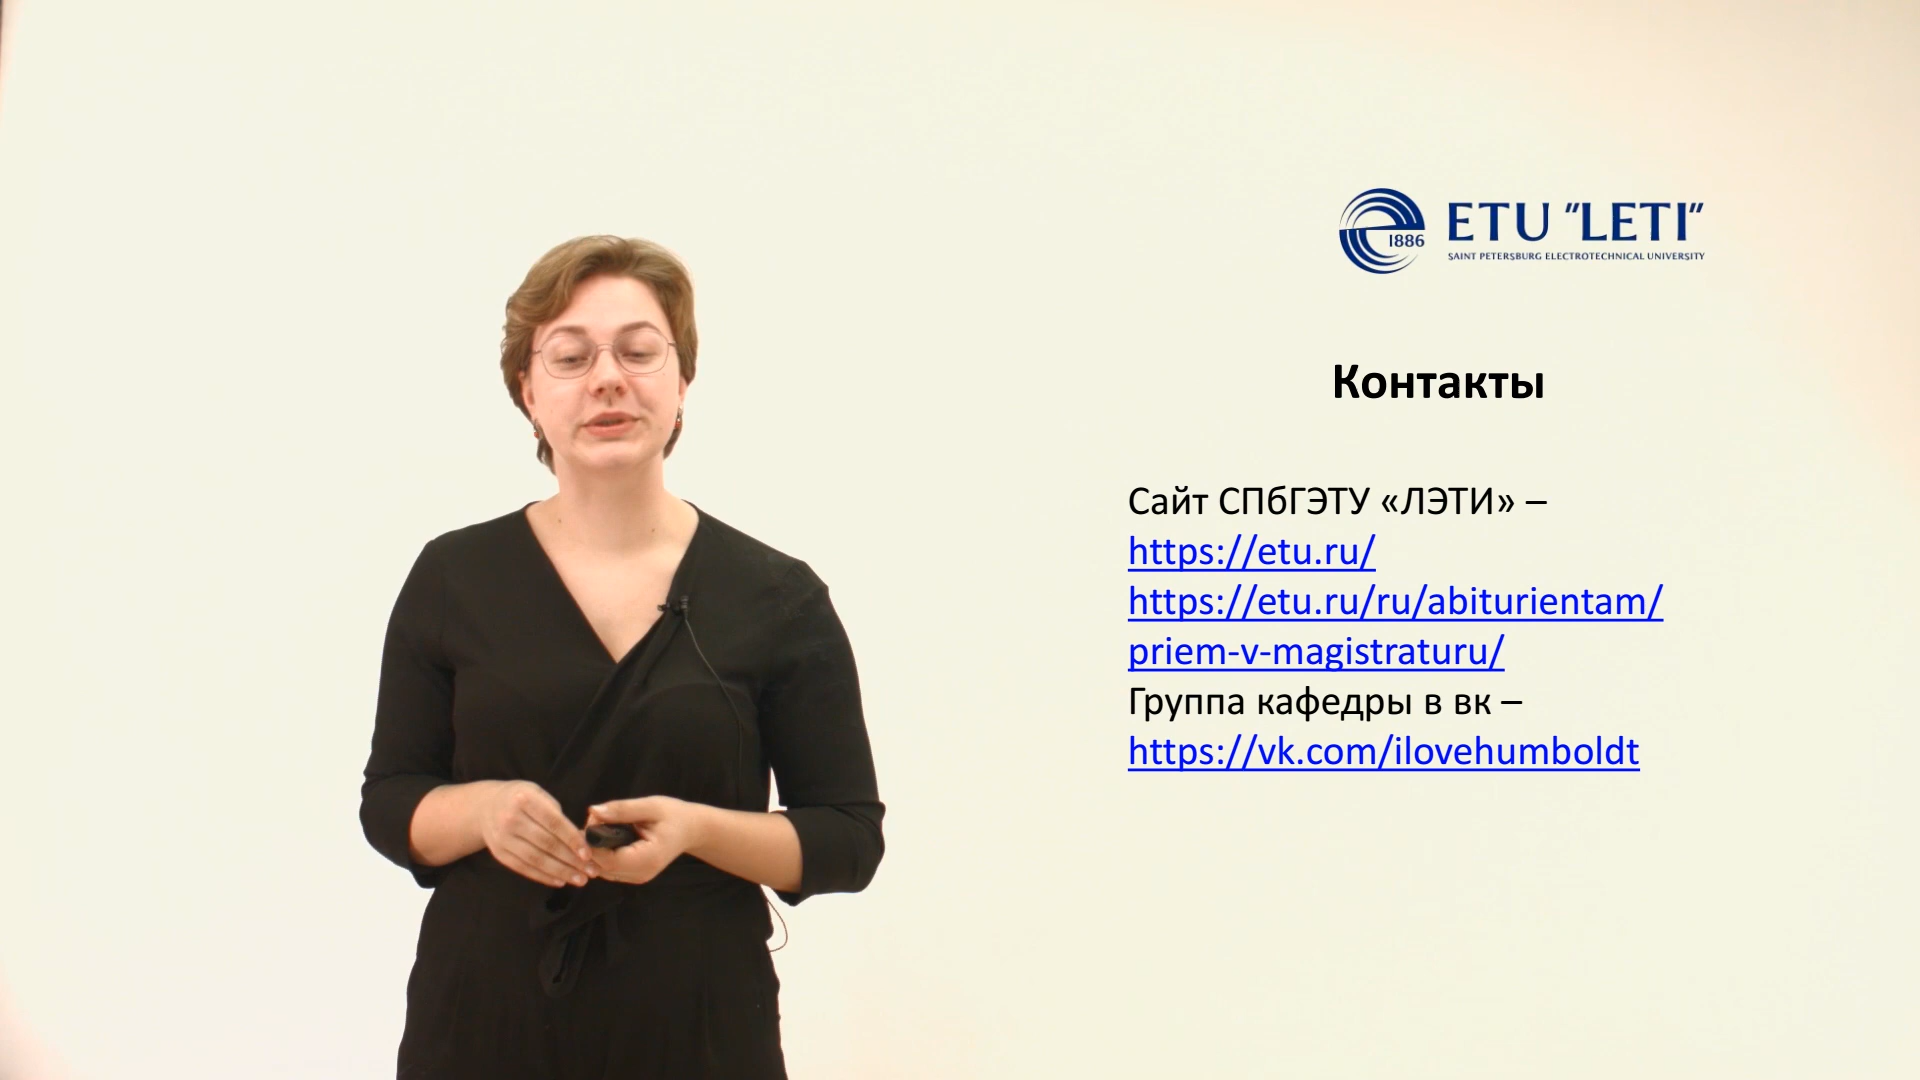 1886
ETU "LETI"
SAINT PETERSBURG ELECTROTECHNICAL UNIVERSITY
Контакты
Сайт СПбГЭТУ «ЛЭТИ» –
https://etu.ru/
https://etu.ru/ru/abiturientam/
priem-v-magistraturu/
Группа кафедры в вк –
https://vk.com/ilovehumboldt